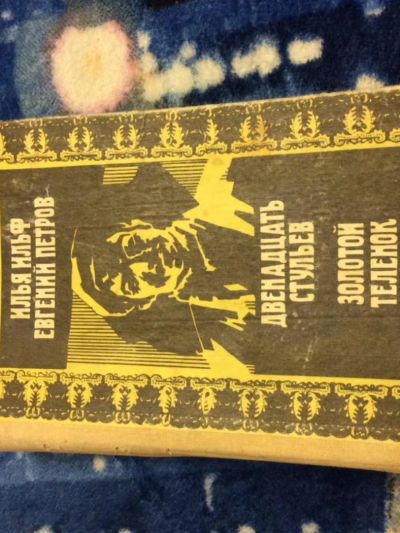 ИЛЬЯ ИЛЬФ
ЕВГЕНИЙ ПЕТРОВ
ДВЕНАДЦАТЬ
СТУЛЬЕВ
ЗОЛОТОЙ
ТЕЛЕНОК